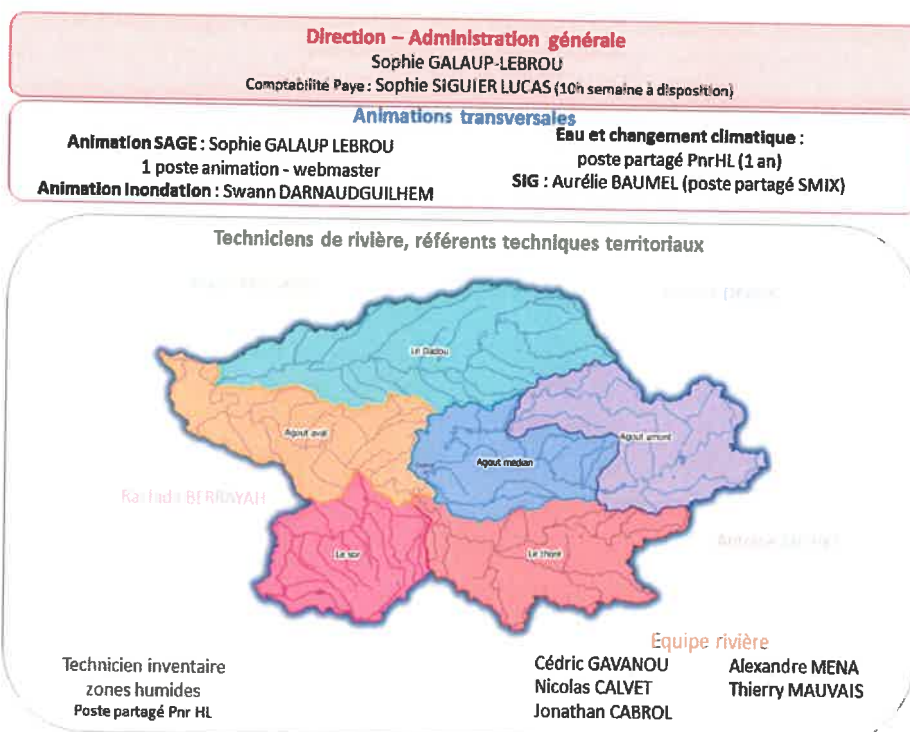 Direction – Administration générale
Sophie GALAUP-LEBROU
Comptabilité Paye : Sophie SIGUIER LUCAS (10h semaine à disposition)
Animations transversales
Animation SAGE : Sophie GALAUP LEBROU
1 poste animation - webmaster
Animation Inondation : Swann DARNAUDGUILHEM
Eau et changement climatique :
poste partagé PnrHL (1 an)
SIG : Aurélie BAUMEL (poste partagé SMIX)
Techniciens de rivière, référents techniques territoriaux
Le Dadou
Agout aval
Agout médian
Agout amont
BERRAYAH
Le sor
Le thoré
Equipe rivière
Technicien inventaire
zones humides
Poste partagé Pnr HL
Cédric GAVANOU
Nicolas CALVET
Jonathan CABROL
Alexandre MENA
Thierry MAUVAIS